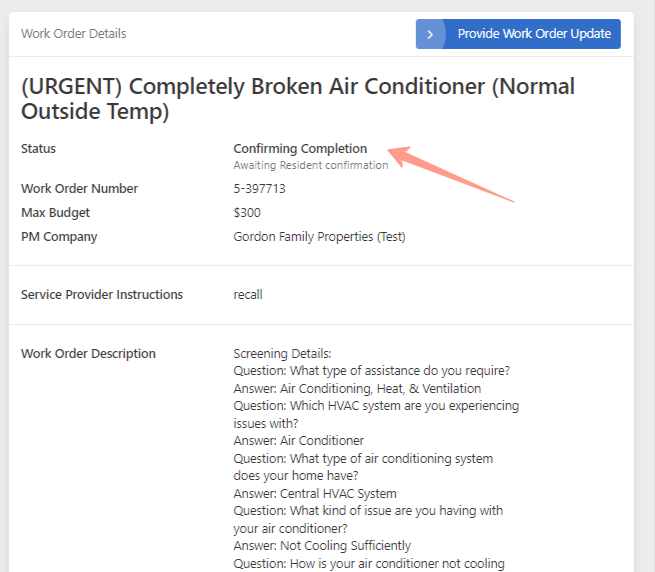 Work Order Details
Provide Work Order Update
(URGENT) Completely Broken Air Conditioner (Normal
Outside Temp)
Status
Confirming Completion
Awaiting Resident confirmation
Work Order Number
5-397713
Max Budget
$300
PM Company
Gordon Family Properties (Test)
Service Provider Instructions
recall
Work Order Description
Screening Details:
Question: What type of assistance do you require?
Answer: Air Conditioning, Heat, & Ventilation
Question: Which HVAC system are you experiencing
issues with?
Answer: Air Conditioner
Question: What type of air conditioning system
does your home have?
Answer: Central HVAC System
Question: What kind of issue are you having with
your air conditioner?
Answer: Not Cooling Sufficiently
Question: How is your air conditioner not cooling